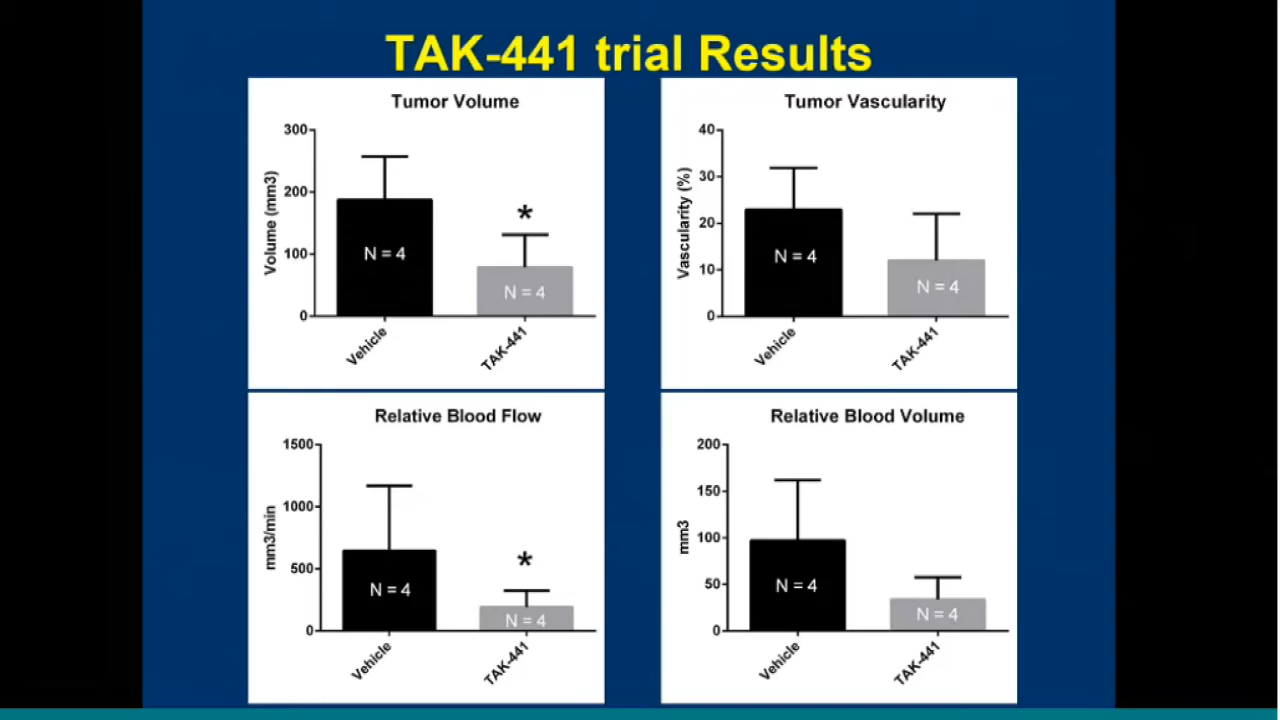 TAK-441 trial Results
Tumor Volume
300
200
100
0
Volume (mm3)
N = 4
*
N = 4
Vehicle
TAK-441
Tumor Vascularity
40
30
20
10
0
Vascularity (%)
N = 4
N = 4
Vehicle
TAK-441
Relative Blood Flow
1500
1000
500
0
mm3/min
N = 4
*
N = 4
Vehicle
TAK-441
Relative Blood Volume
200
150
100
50
0
mm3
N = 4
N = 4
Vehicle
TAK-441